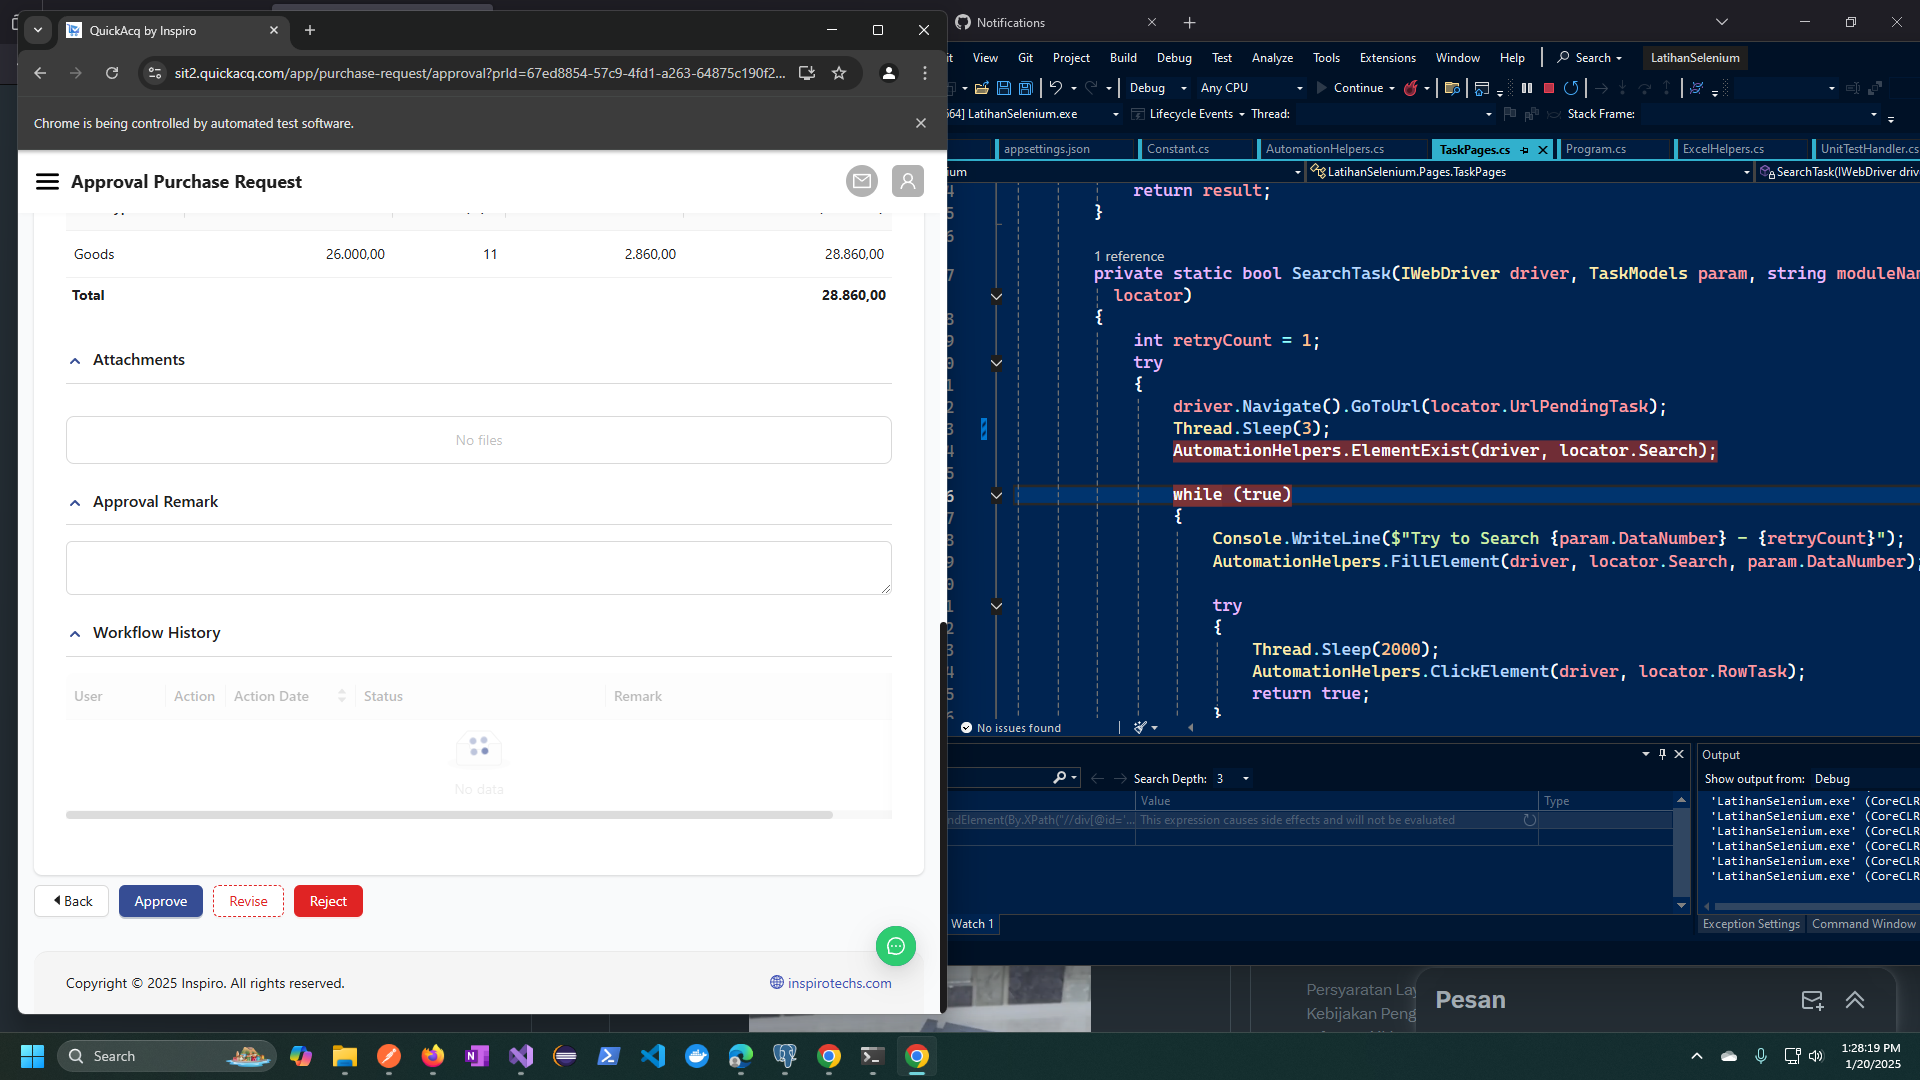 QuickAcq by Inspiro
sit2.quickacq.com/app/purchase-request/approval?prId=67ed8854-57c9-4fd1-a263-64875c190f2...
Chrome is being controlled by automated test software.
Approval Purchase Request
Goods 26.000,00 11 2.860,00 28.860,00
Total 28.860,00
Attachments
No files
Approval Remark
Workflow History
User Action Action Date Status Remark
No data
Back Approve Revise Reject
Copyright © 2025 Inspiro. All rights reserved. inspirotechs.com
Notifications
View Git Project Build Debug Test Analyze Tools Extensions Window Help Search LatihanSelenium
Debug Any CPU Continue
LatihanSelenium.exe Lifecycle Events Thread: Stack Frame:
appsettings.json Constant.cs AutomationHelpers.cs TaskPages.cs Program.cs ExcelHelpers.cs UnitTestHandler.cs
LatihanSelenium.Pages.TaskPages SearchTask(IWebDriver
return result;
}
1 reference
private static bool SearchTask(IWebDriver driver, TaskModels param, string
locator)
{
int retryCount = 1;
try
{
driver.Navigate().GoToUrl(locator.UrlPendingTask);
Thread.Sleep(3);
AutomationHelpers.ElementExist(driver, locator.Search);
while (true)
{
Console.WriteLine($"Try to Search {param.DataNumber} - {retryCount}");
AutomationHelpers.FillElement(driver, locator.Search, param.DataNumber);
try
{
Thread.Sleep(2000);
AutomationHelpers.ClickElement(driver, locator.RowTask);
return true;
}
No issues found
Search Depth: 3
Value Type
ndElement(By.XPath("//div[@id='... This expression causes side effects and will not be evaluated
Watch 1
Output
Show output from: Debug
'LatihanSelenium.exe' (CoreCLR
'LatihanSelenium.exe' (CoreCLR
'LatihanSelenium.exe' (CoreCLR
'LatihanSelenium.exe' (CoreCLR
'LatihanSelenium.exe' (CoreCLR
'LatihanSelenium.exe' (CoreCLR
Exception Settings Command Window
Persyaratan
Kebijakan
Pesan
Search
1:28:19 PM
1/20/2025